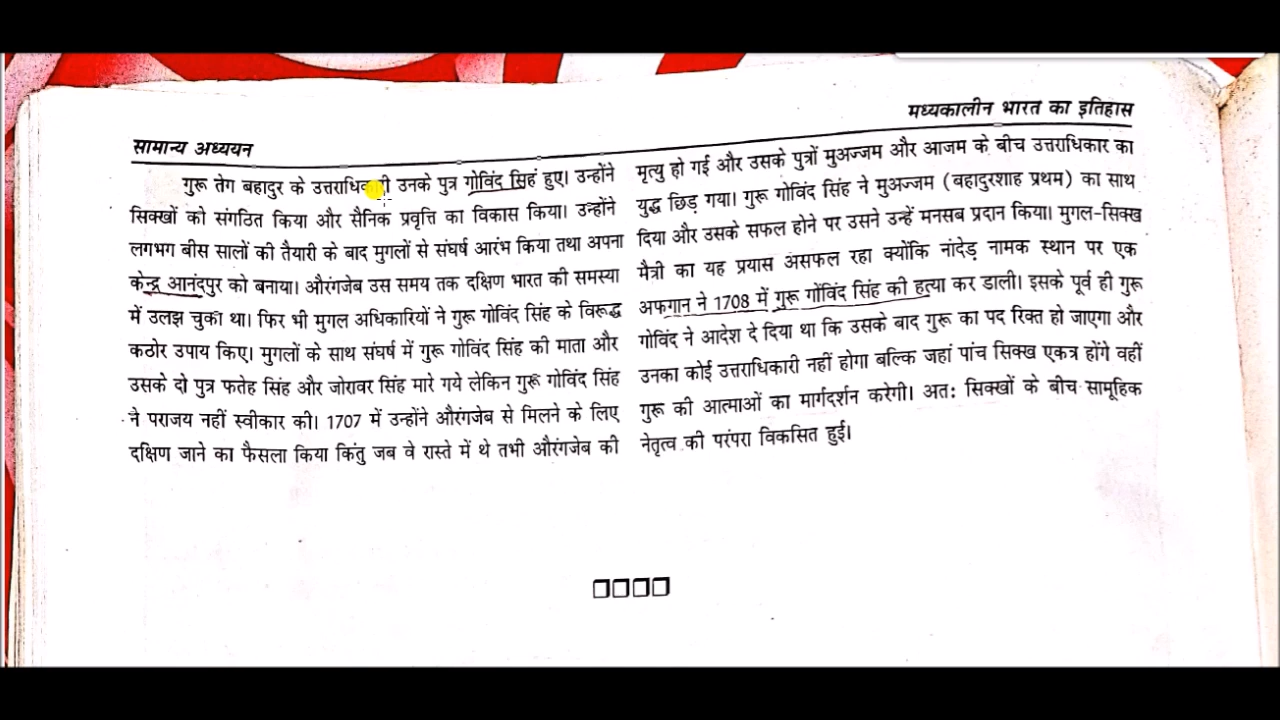 सामान्य अध्ययन
मध्यकालीन भारत का इतिहास
गुरू तेग बहादुर के उत्तराधिकारी उनके पुत्र गोविंद सिहं हुए। उन्होंने
सिक्खों को संगठित किया और सैनिक प्रवृत्ति का विकास किया। उन्होंने
लगभग बीस सालों की तैयारी के बाद मुगलों से संघर्ष आरंभ किया तथा अपना
केन्द्र आनंदपुर को बनाया। औरंगजेब उस समय तक दक्षिण भारत की समस्या
में उलझ चुका था। फिर भी मुगल अधिकारियों ने गुरू गोविंद सिंह के विरूद्ध
कठोर उपाय किए। मुगलों के साथ संघर्ष में गुरू गोविंद सिंह की माता और
उसके दो पुत्र फतेह सिंह और जोरावर सिंह मारे गये लेकिन गुरू गोविंद सिंह
ने पराजय नहीं स्वीकार की। 1707 में उन्होंने औरंगजेब से मिलने के लिए
दक्षिण जाने का फैसला किया किंतु जब वे रास्ते में थे तभी औरंगजेब की
मृत्यु हो गई और उसके पुत्रों मुअज्जम और आजम के बीच उत्तराधिकार का
युद्ध छिड़ गया। गुरू गोविंद सिंह ने मुअज्जम (बहादुरशाह प्रथम) का साथ
दिया और उसके सफल होने पर उसने उन्हें मनसब प्रदान किया। मुगल-सिक्ख
मैत्री का यह प्रयास असफल रहा क्योंकि नांदेड़ नामक स्थान पर एक
अफगान ने 1708 में गुरू गोंविंद सिंह की हत्या कर डाली। इसके पूर्व ही गुरू
गोविंद ने आदेश दे दिया था कि उसके बाद गुरू का पद रिक्त हो जाएगा और
उनका कोई उत्तराधिकारी नहीं होगा बल्कि जहां पांच सिक्ख एकत्र होंगे वहीं
गुरू की आत्माओं का मार्गदर्शन करेगी। अतः सिक्खों के बीच सामूहिक
नेतृत्व की परंपरा विकसित हुई।